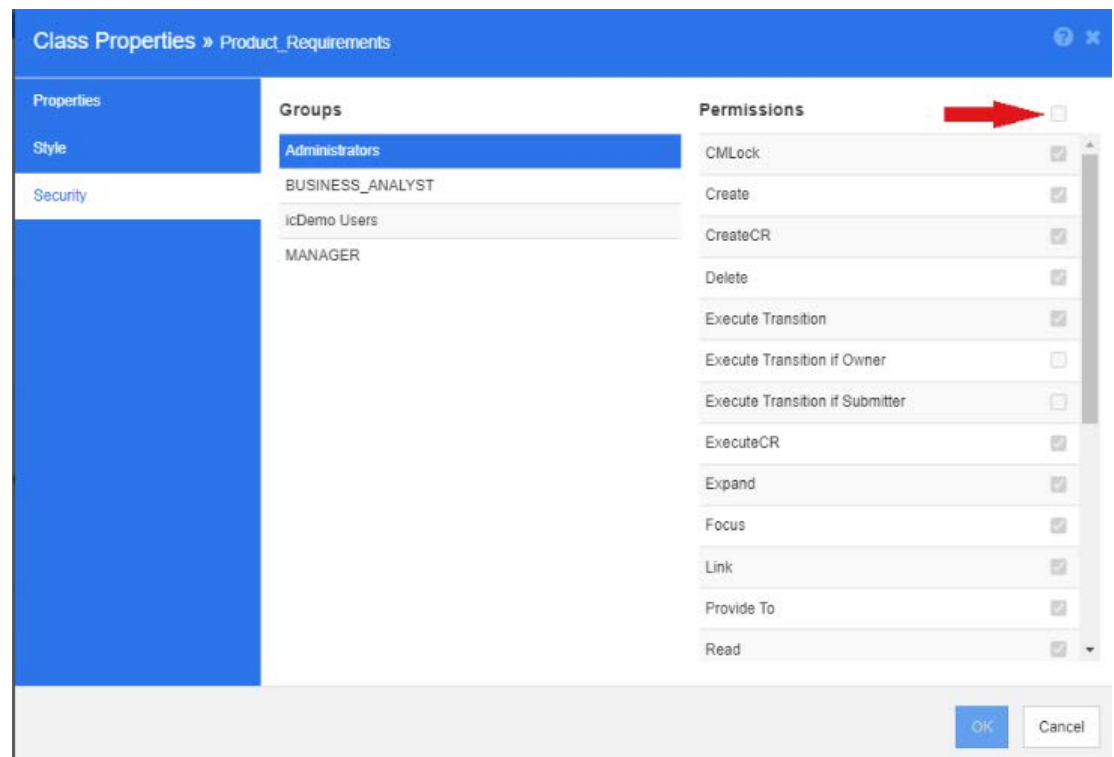 Class Properties » Product_Requirements
Properties
Style
Security
Groups
Administrators
BUSINESS_ANALYST
icDemo Users
MANAGER
Permissions
CMLock
Create
CreateCR
Delete
Execute Transition
Execute Transition if Owner
Execute Transition if Submitter
ExecuteCR
Expand
Focus
Link
Provide To
Read
OK
Cancel